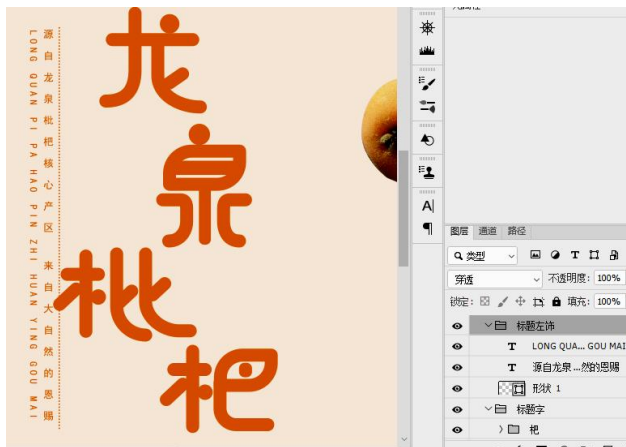 龙
泉
枇
杷
源自龙泉枇杷核心产区 来自大自然的恩赐
LONG QUAN PI PA HAO PIN ZHI HUAN YING GOU MAI
A|
图层 通道 路径
类型
T
穿透 不透明度: 100%
锁定: 填充: 100%
标题左饰
T LONG QUA... GOU MAI
T 源自龙泉 ...然的恩赐
形状 1
标题字
杷